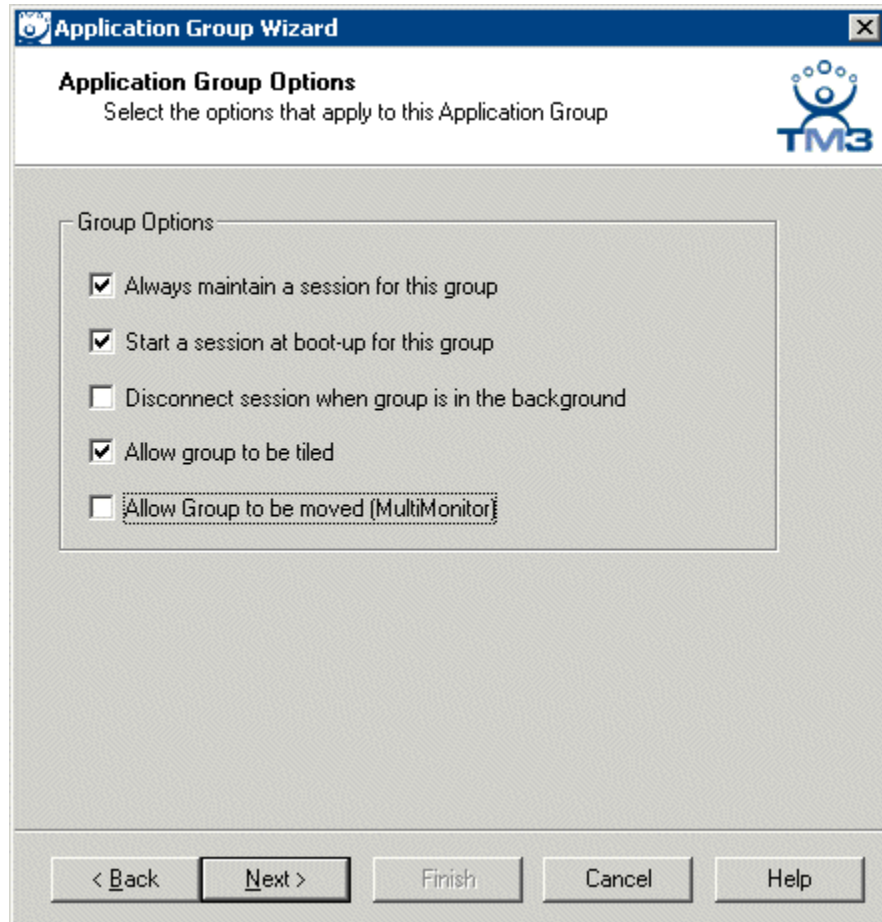 Application Group Wizard
Application Group Options
Select the options that apply to this Application Group
TM3
Group Options
Always maintain a session for this group
Start a session at boot-up for this group
Disconnect session when group is in the background
Allow group to be tiled
Allow Group to be moved (MultiMonitor)
< Back Next > Finish Cancel Help